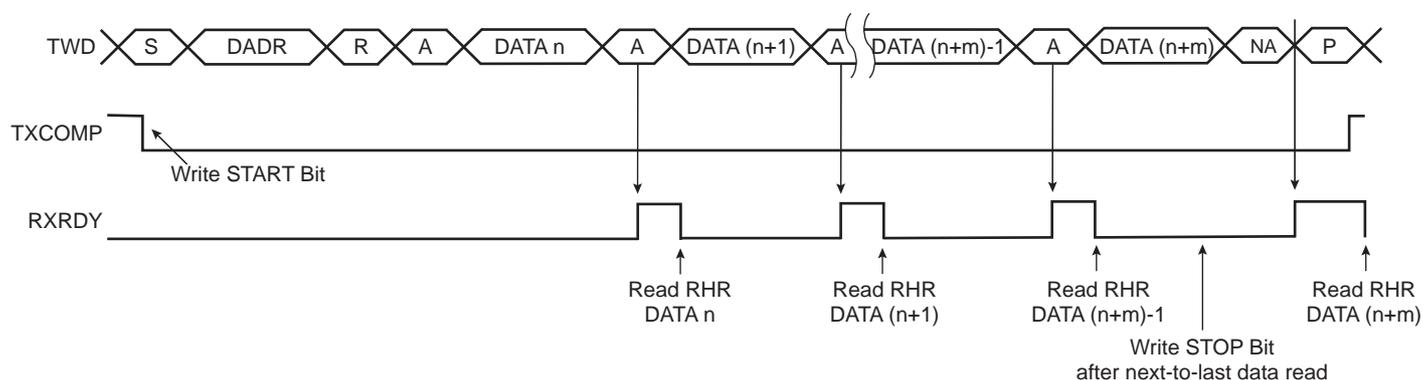 TWD S DADR R A DATA n A DATA (n+1) A DATA (n+m)-1 A DATA (n+m) NA P
TXCOMP
Write START Bit
RXRDY
Read RHR
DATA n
Read RHR
DATA (n+1)
Read RHR
DATA (n+m)-1
Read RHR
DATA (n+m)
Write STOP Bit
after next-to-last data read